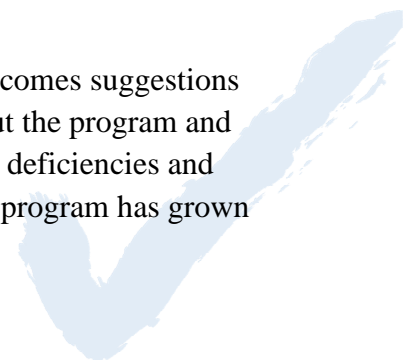 comes suggestions
the program and
deficiencies and
program has grown